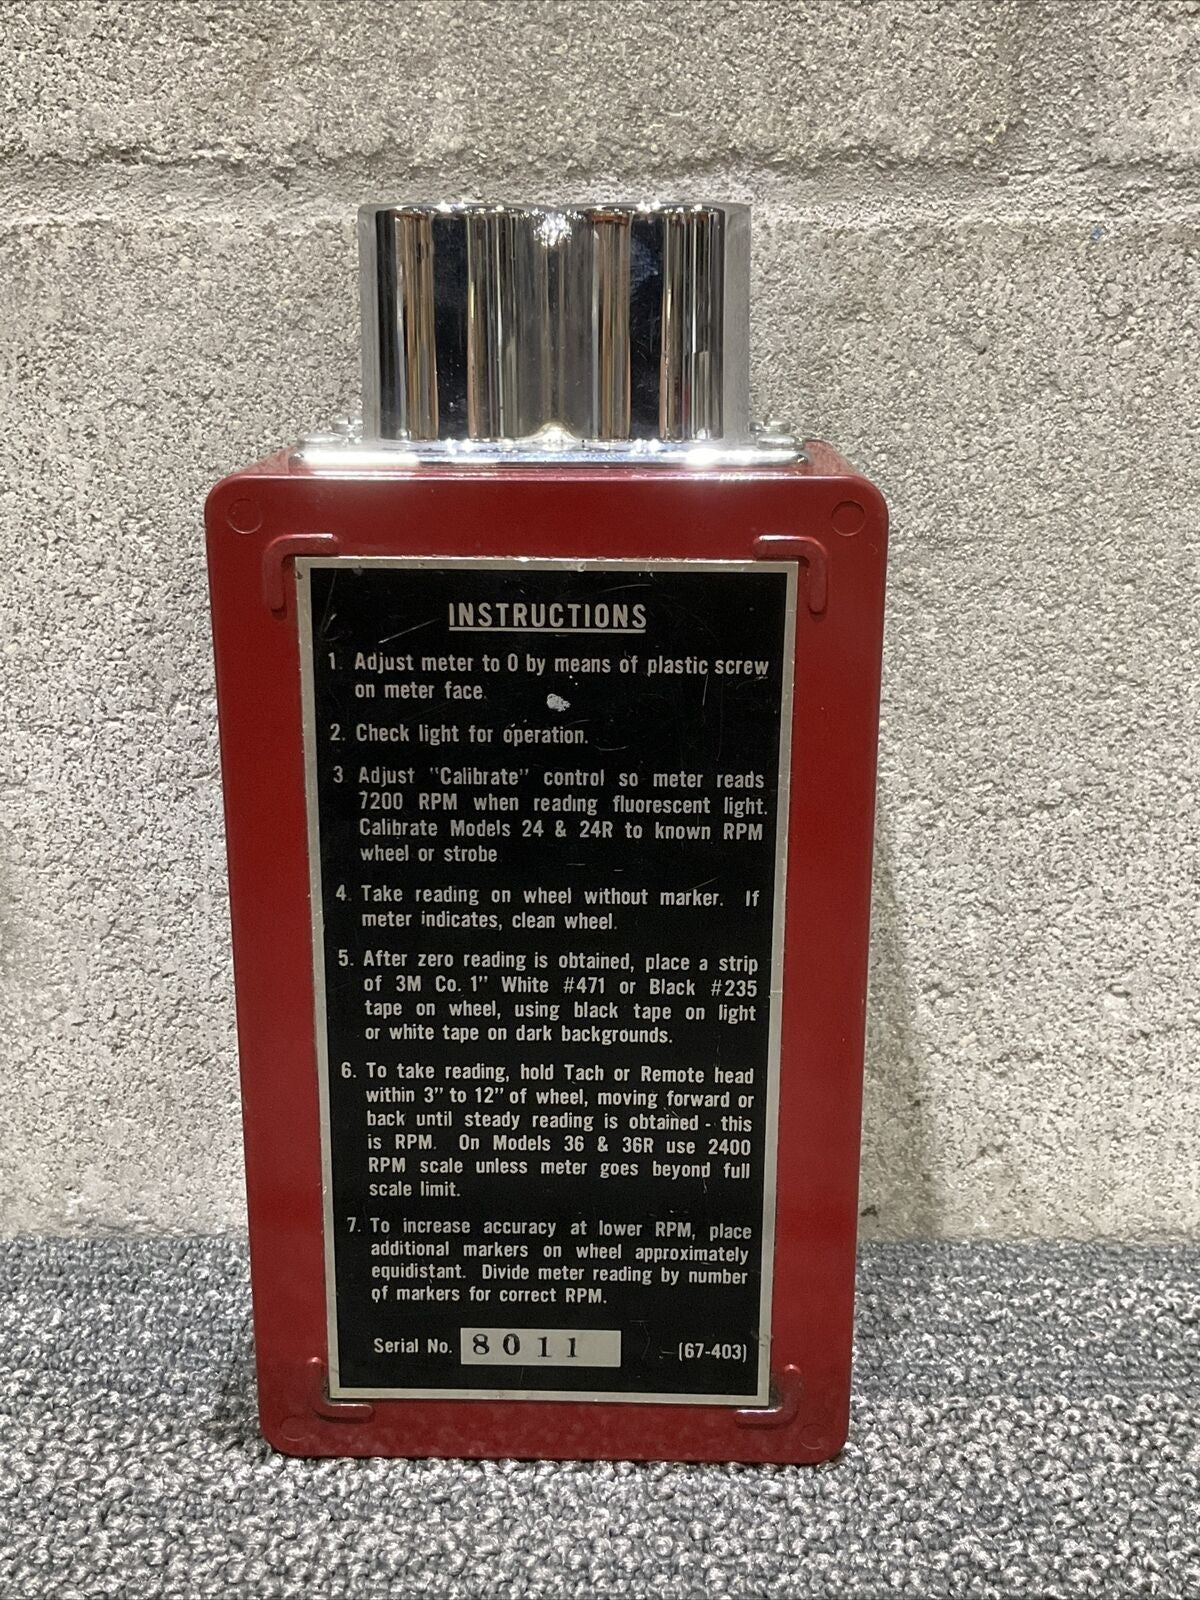 INSTRUCTIONS
1. Adjust meter to 0 by means of plastic screw
on meter face.
2. Check light for operation.
3 Adjust "Calibrate" control so meter reads
7200 RPM when reading fluorescent light.
Calibrate Models 24 & 24R to known RPM
wheel or strobe
4. Take reading on wheel without marker. If
meter indicates, clean wheel.
5. After zero reading is obtained, place a strip
of 3M Co. 1" White #471 or Black #235
tape on wheel, using black tape on light
or white tape on dark backgrounds.
6. To take reading, hold Tach or Remote head
within 3" to 12" of wheel, moving forward or
back until steady reading is obtained - this
is RPM. On Models 36 & 36R use 2400
RPM scale unless meter goes beyond full
scale limit.
7. To increase accuracy at lower RPM, place
additional markers on wheel approximately
equidistant. Divide meter reading by number
of markers for correct RPM.
Serial No. 8011 (67-403)